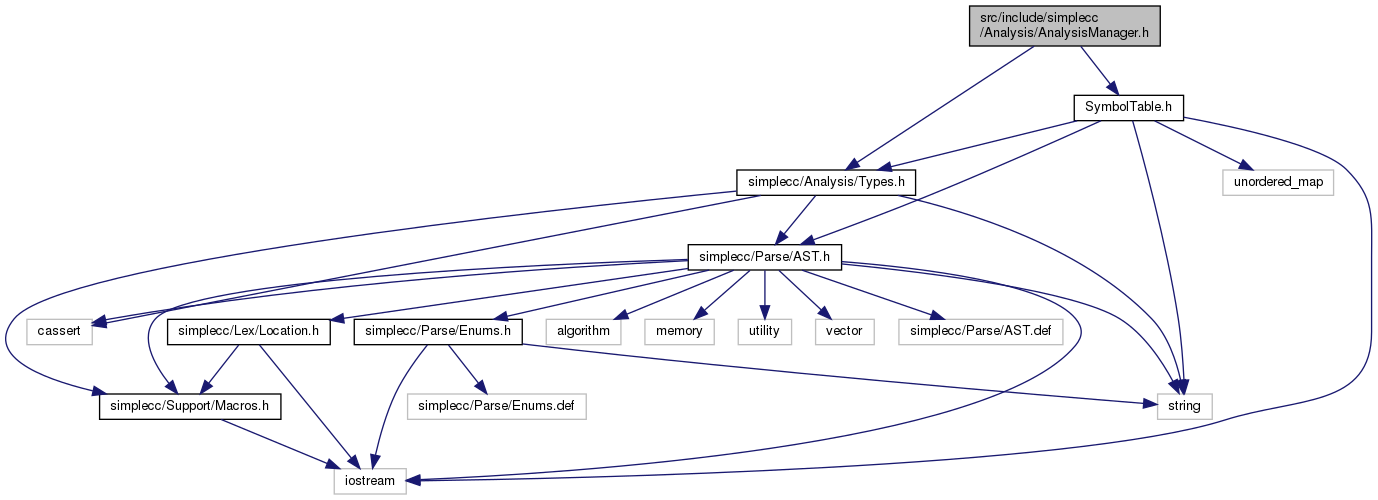 src/include/simplecc
/Analysis/AnalysisManager.h
SymbolTable.h
simplecc/Analysis/Types.h
unordered_map
simplecc/Parse/AST.h
cassert
simplecc/Lex/Location.h
simplecc/Parse/Enums.h
algorithm
memory
utility
vector
simplecc/Parse/AST.def
simplecc/Support/Macros.h
simplecc/Parse/Enums.def
string
iostream